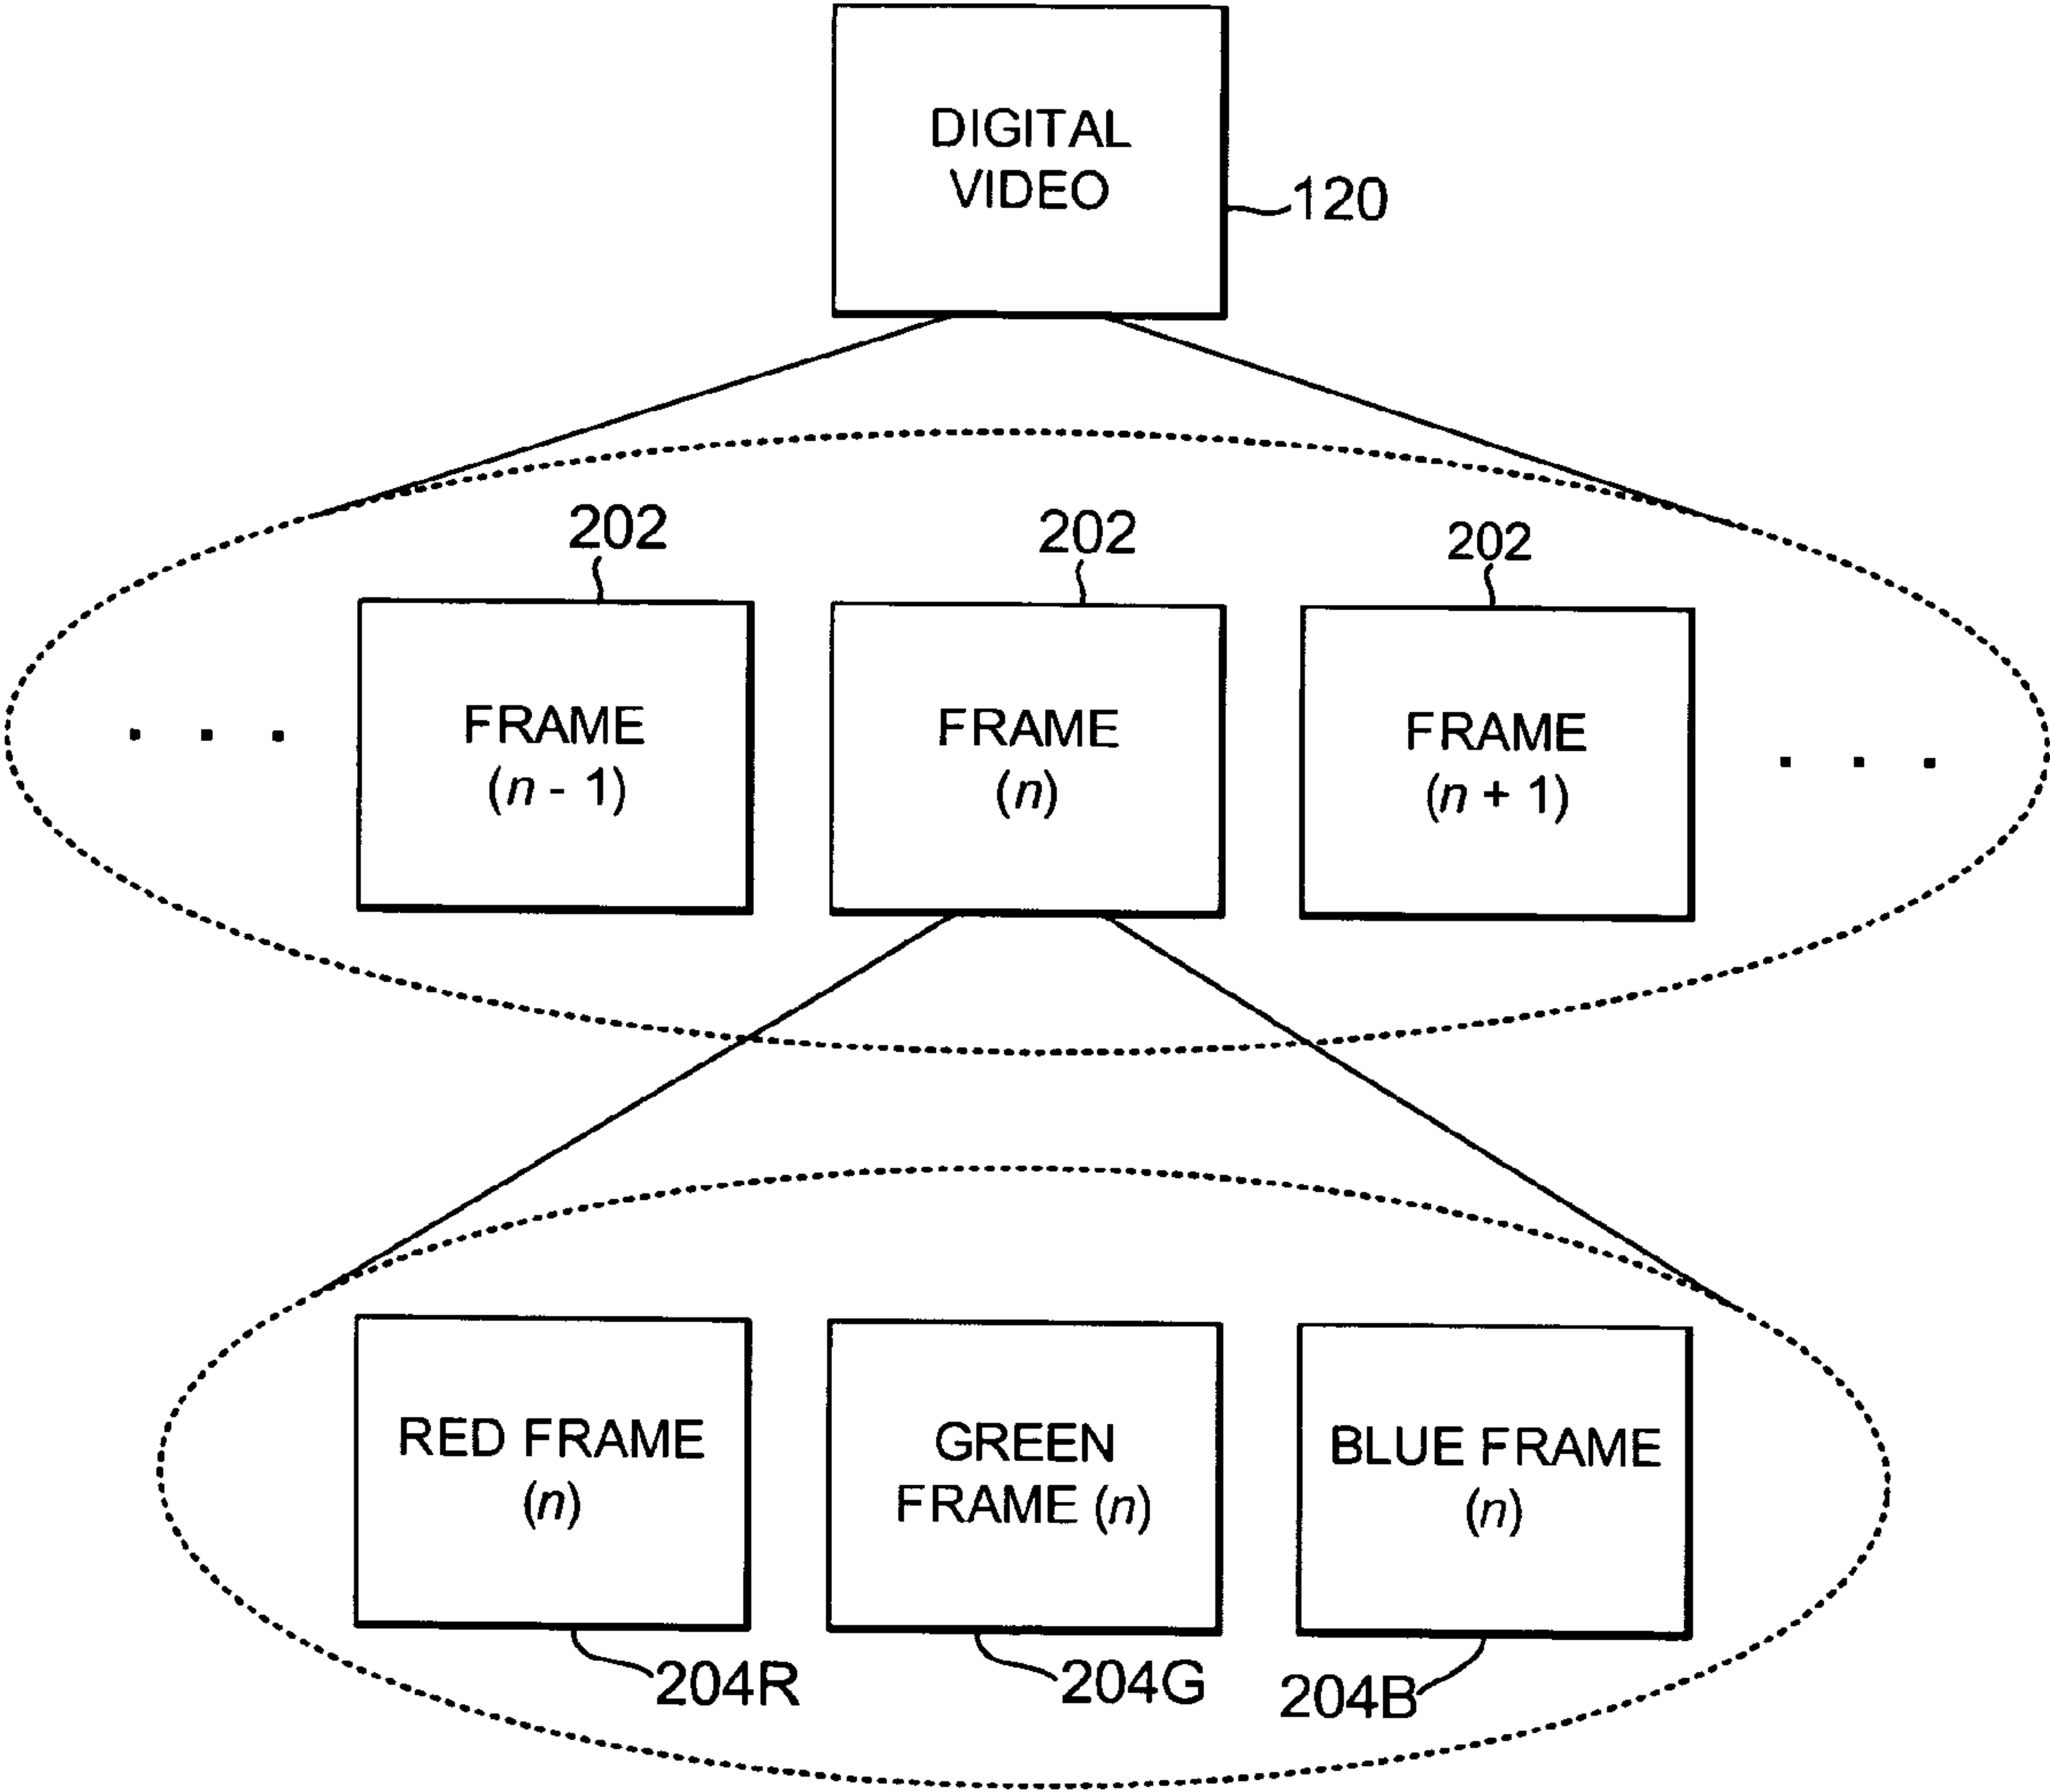 DIGITAL
VIDEO
120
202
202
202
FRAME
(n - 1)
FRAME
(n)
FRAME
(n + 1)
. . .
. . .
RED FRAME
(n)
GREEN
FRAME (n)
BLUE FRAME
(n)
204R
204G
204B